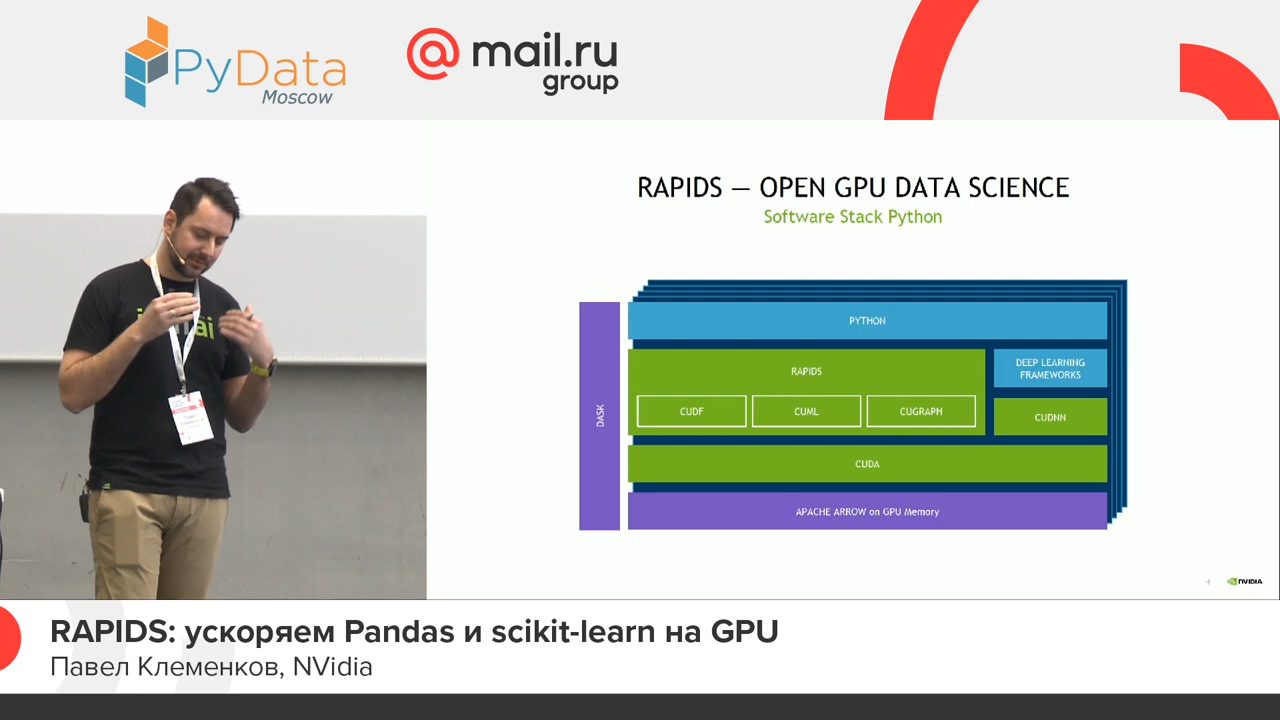 PyData
Moscow
@mail.ru
group
RAPIDS — OPEN GPU DATA SCIENCE
Software Stack Python
DASK
PYTHON
RAPIDS
CUDF
CUML
CUGRAPH
DEEP LEARNING
FRAMEWORKS
CUDNN
CUDA
APACHE ARROW on GPU Memory
4
NVIDIA.
RAPIDS: ускоряем Pandas и scikit-learn на GPU
Павел Клеменков, NVidia